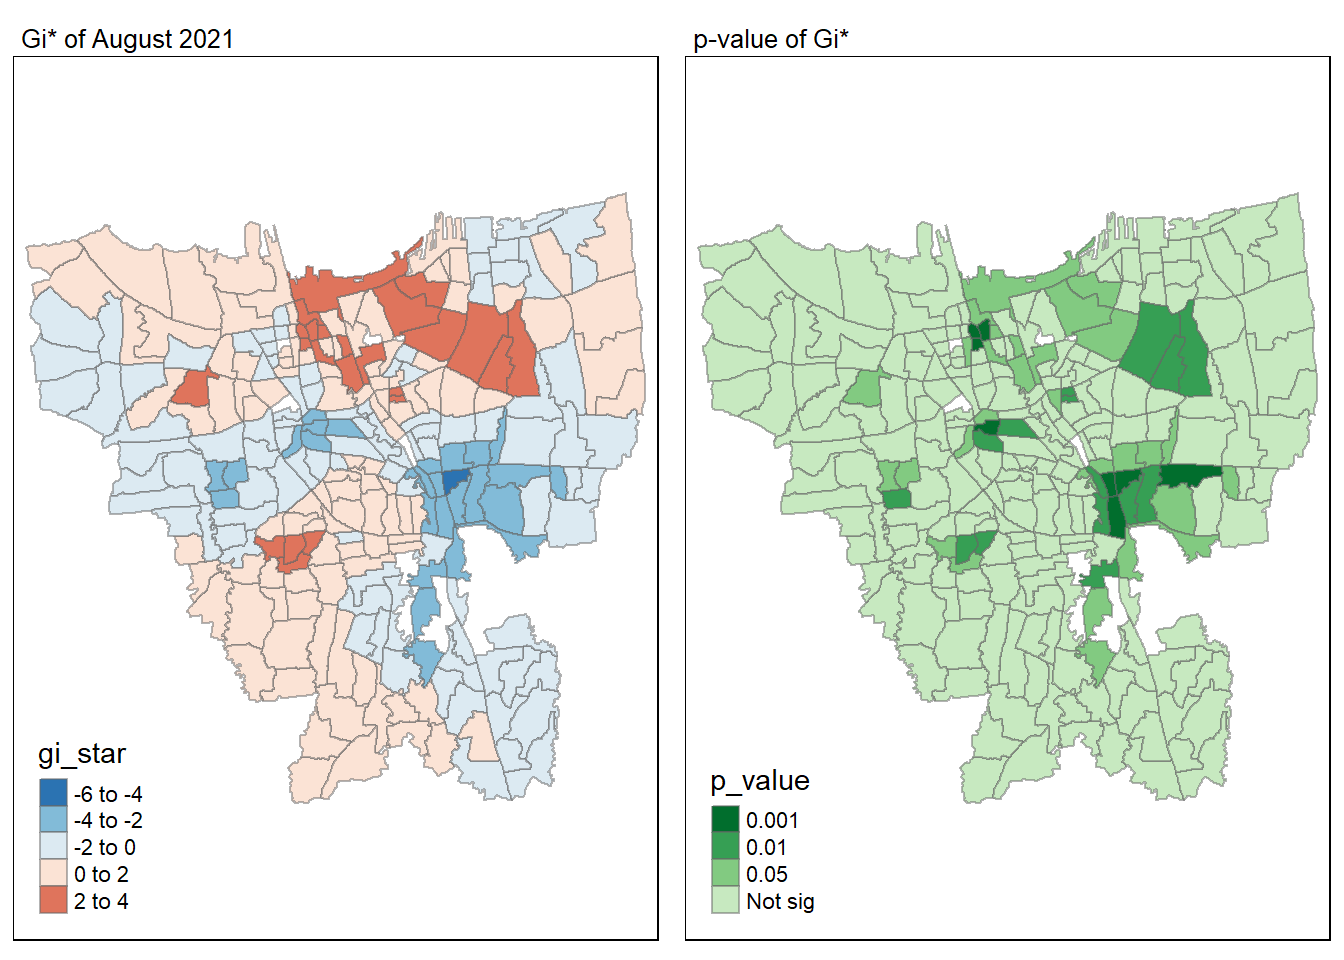 Gi* of August 2021
p-value of Gi*
gi_star
-6 to -4
-4 to -2
-2 to 0
0 to 2
2 to 4
p_value
0.001
0.01
0.05
Not sig